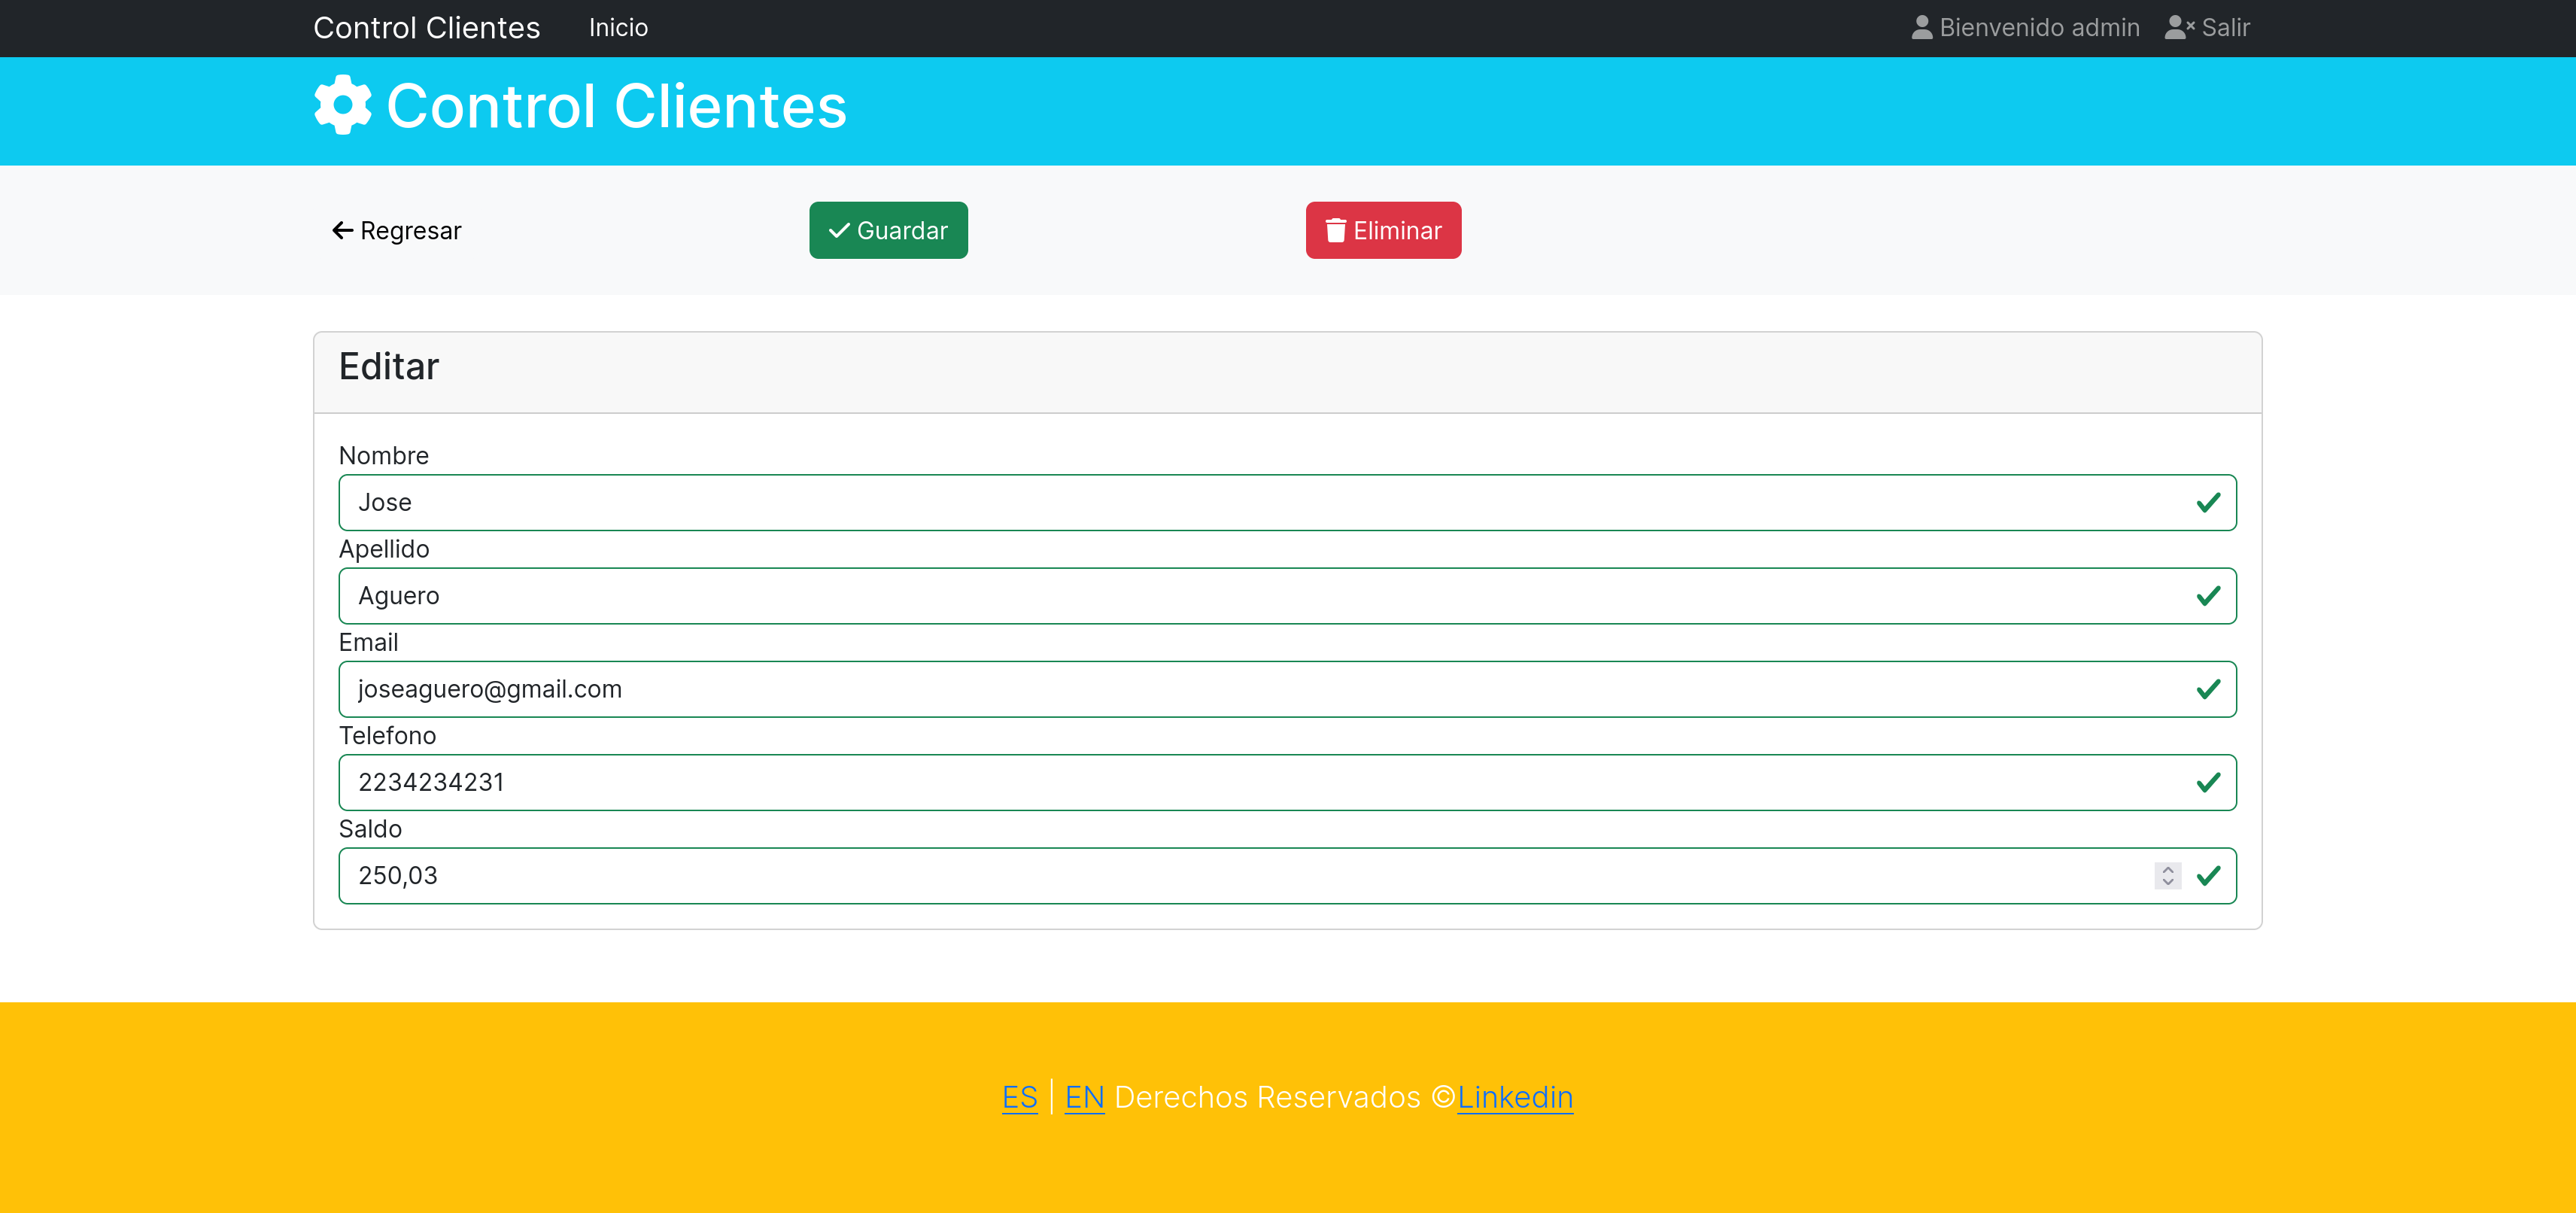 Control Clientes Inicio Bienvenido admin Salir
Control Clientes
Regresar Guardar Eliminar
Editar
Nombre
Jose
Apellido
Aguero
Email
joseaguero@gmail.com
Telefono
2234234231
Saldo
250,03
ES | EN Derechos Reservados ©Linkedin